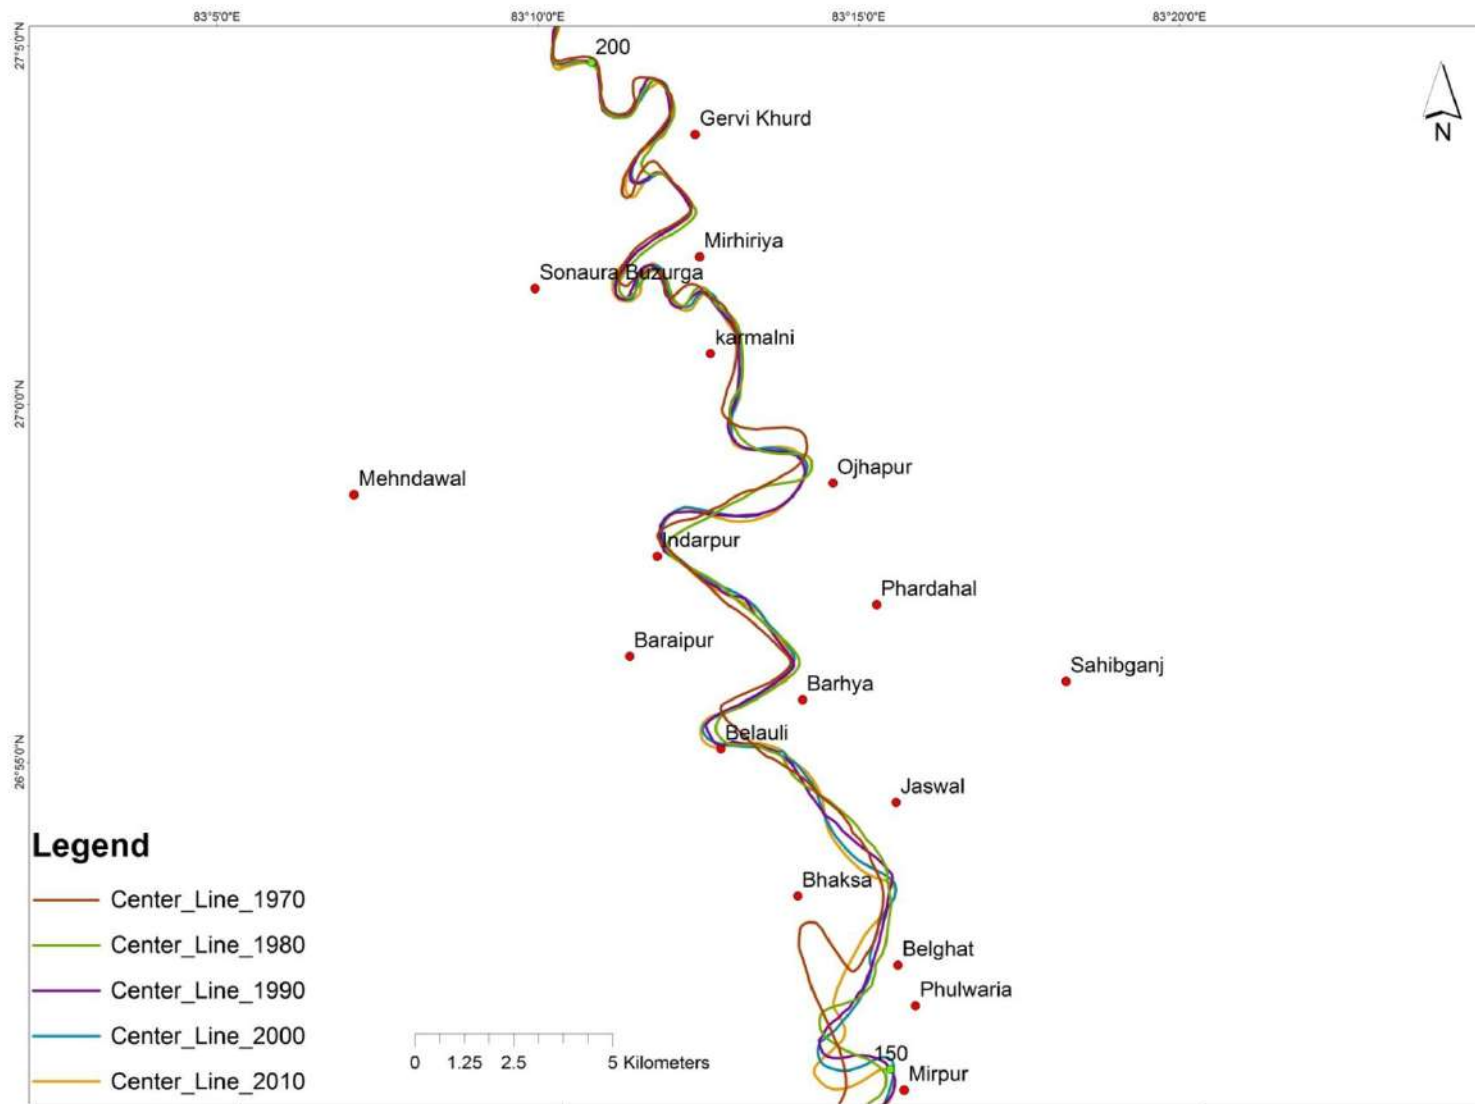 83°5'0"E
83°10'0"E
83°15'0"E
83°20'0"E
27°5'0"N
200
Gervi Khurd
N
Mirhiriya
Sonaura Buzurga
karmalni
27°0'0"N
Ojhapur
Mehndawal
Indarpur
Phardahal
Baraipur
Sahibganj
Barhya
Belauli
26°55'0"N
Jaswal
Legend
Bhaksa
Center_Line_1970
Center_Line_1980
Belghat
Center_Line_1990
Phulwaria
Center_Line_2000
150
0 1.25 2.5 5 Kilometers
Mirpur
Center_Line_2010